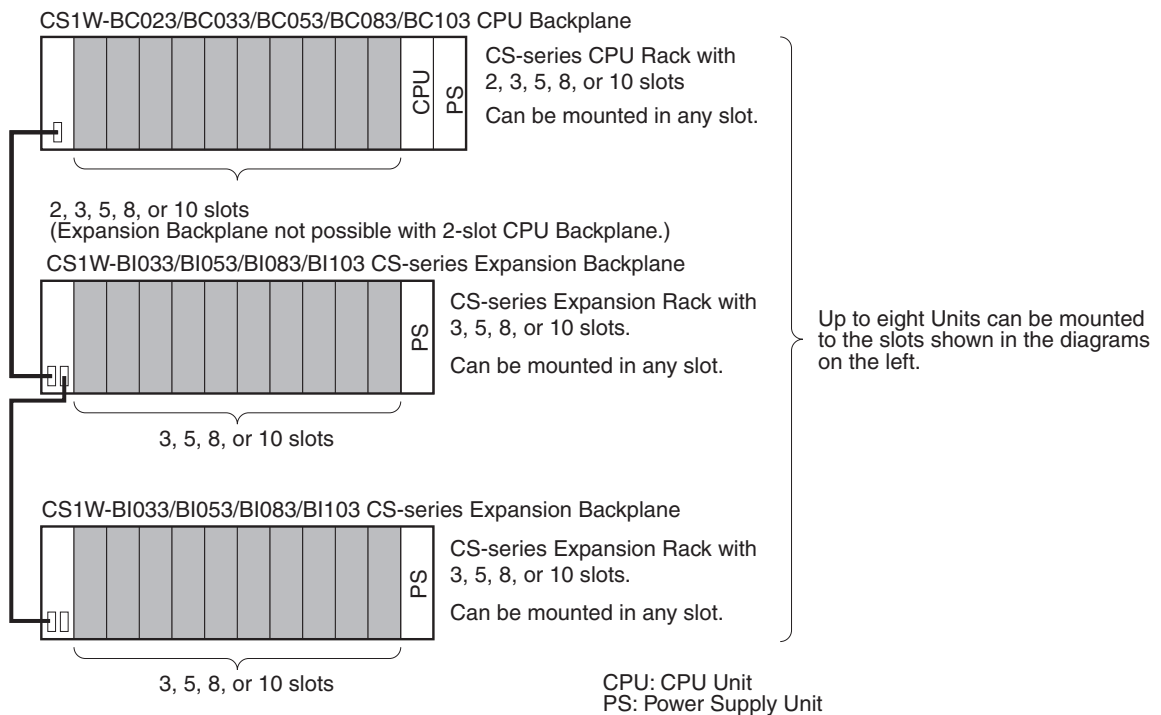 CS1W-BC023/BC033/BC053/BC083/BC103 CPU Backplane
CPU
PS
CS-series CPU Rack with
2, 3, 5, 8, or 10 slots
Can be mounted in any slot.
2, 3, 5, 8, or 10 slots
(Expansion Backplane not possible with 2-slot CPU Backplane.)
CS1W-BI033/BI053/BI083/BI103 CS-series Expansion Backplane
PS
CS-series Expansion Rack with
3, 5, 8, or 10 slots.
Can be mounted in any slot.
3, 5, 8, or 10 slots
Up to eight Units can be mounted
to the slots shown in the diagrams
on the left.
CS1W-BI033/BI053/BI083/BI103 CS-series Expansion Backplane
PS
CS-series Expansion Rack with
3, 5, 8, or 10 slots.
Can be mounted in any slot.
3, 5, 8, or 10 slots
CPU: CPU Unit
PS: Power Supply Unit